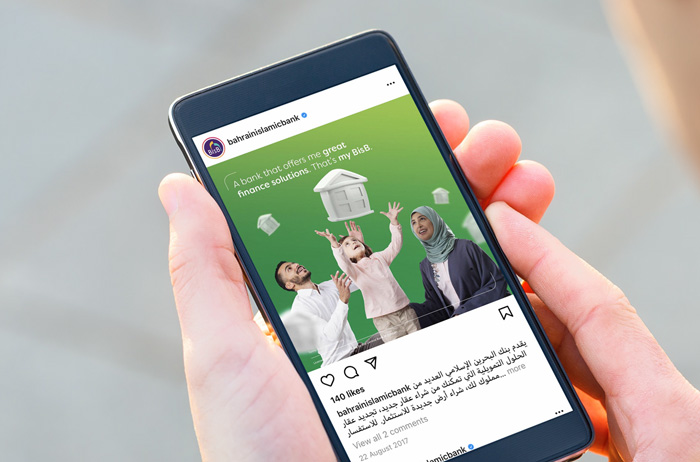 bahrainislamicbank
BisB
A bank that offers me great
finance solutions. That's my BisB.
140 likes
bahrainislamicbank يقدم بنك البحرين الإسلامي العديد من
الحلول التمويلية التي تمكنك من شراء عقار جديد، تجديد عقار
مملوك لك، شراء أرض جديدة للاستثمار. للاستفسار... more
View all 2 comments
22 August 2017
bahrainislamicbank